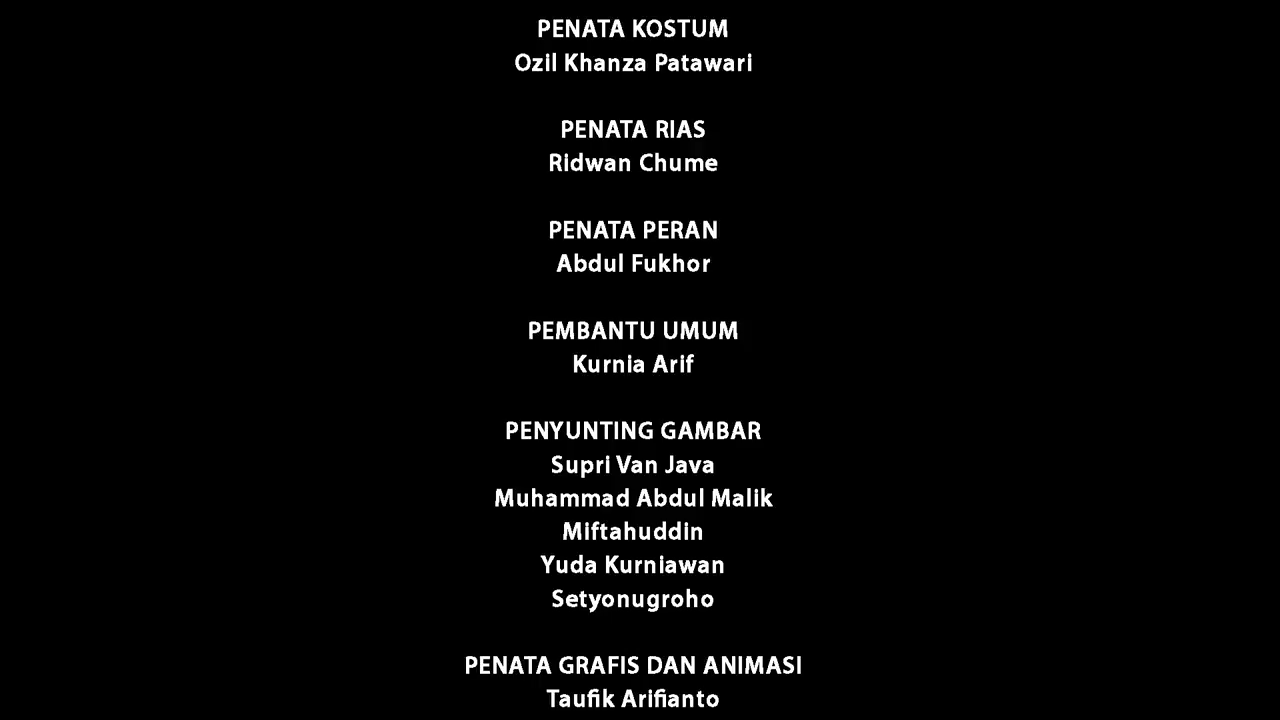 PENATA KOSTUM
Ozil Khanza Patawari
PENATA RIAS
Ridwan Chume
PENATA PERAN
Abdul Fukhor
PEMBANTU UMUM
Kurnia Arif
PENYUNTING GAMBAR
Supri Van Java
Muhammad Abdul Malik
Miftahuddin
Yuda Kurniawan
Setyonugroho
PENATA GRAFIS DAN ANIMASI
Taufik Arifianto